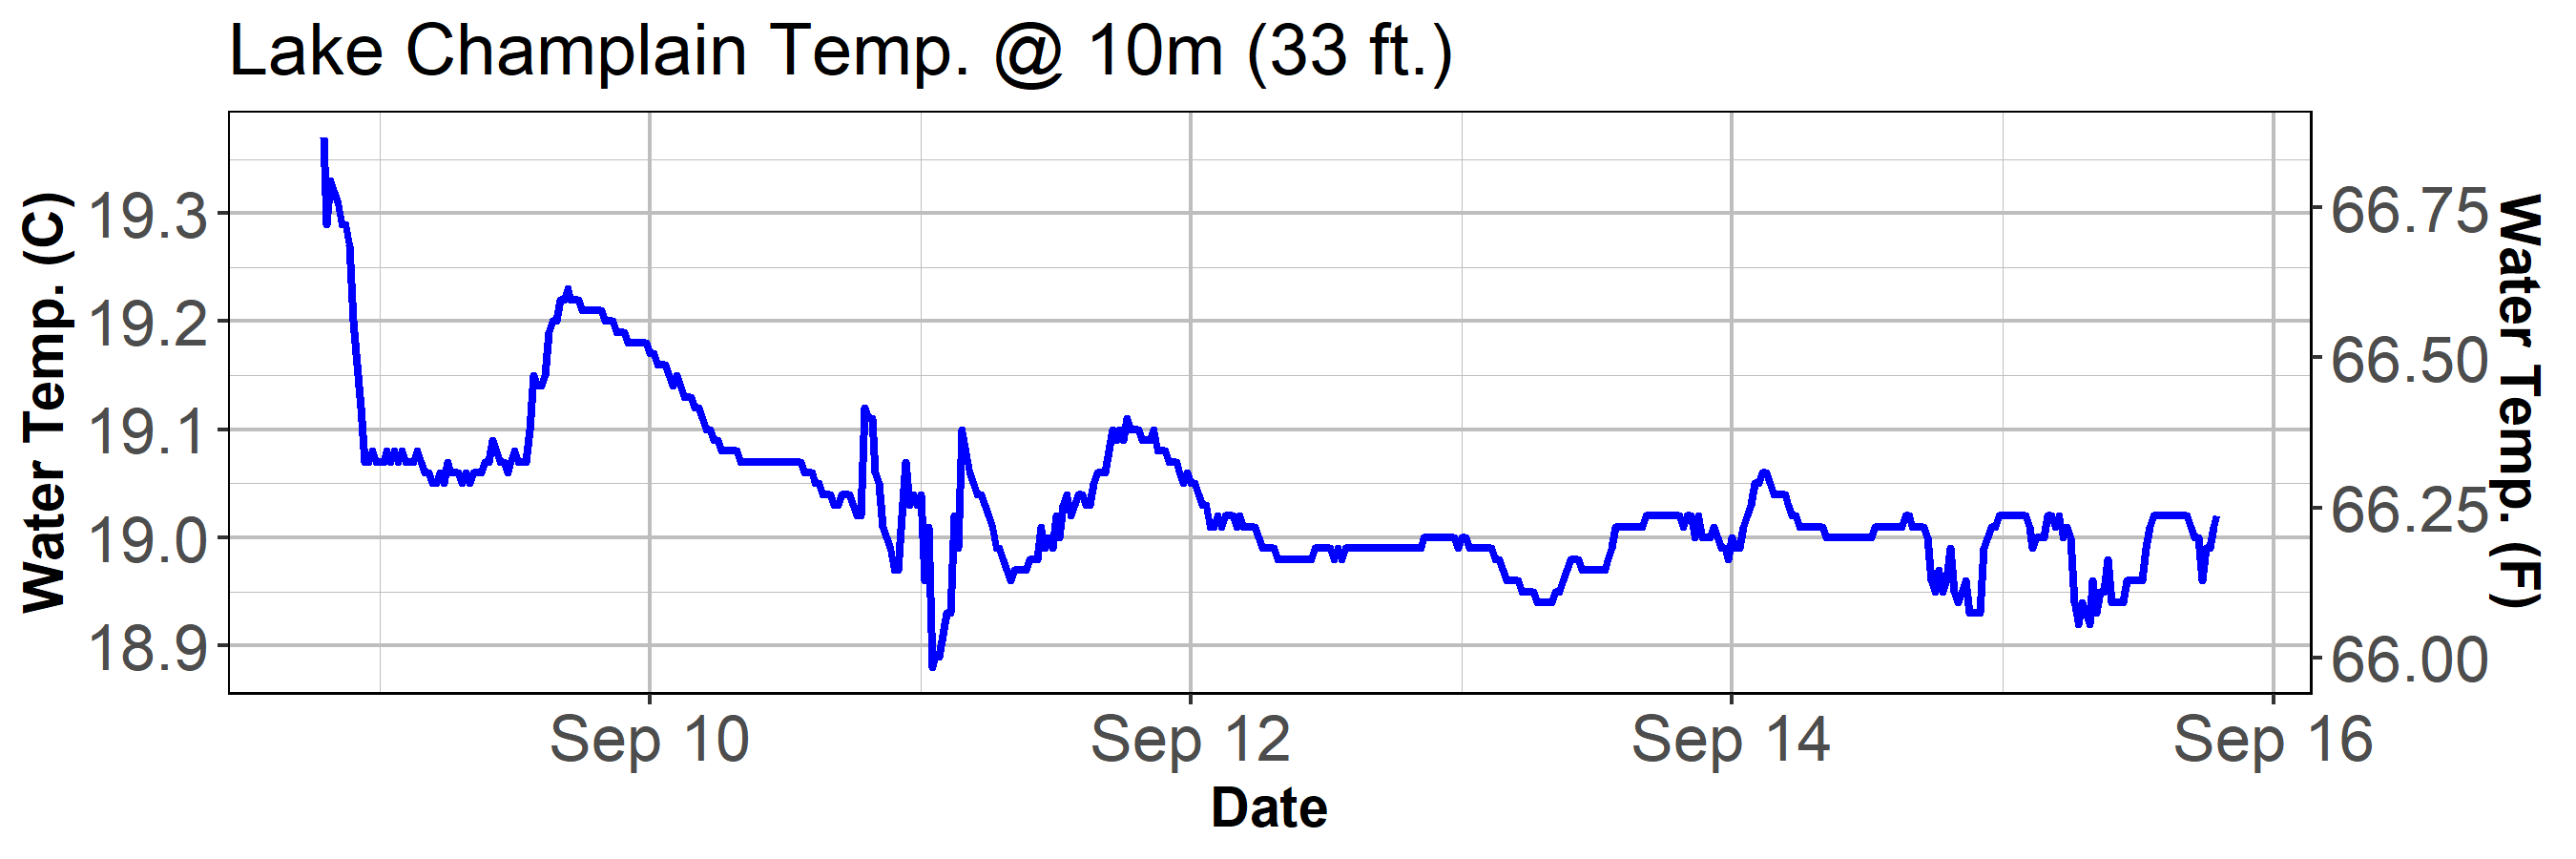 Lake Champlain Temp. @ 10m (33 ft.)
Water Temp. (C)
19.3
19.2
19.1
19.0
18.9
66.75
66.50
66.25
66.00
Water Temp. (F)
Sep 10 Sep 12 Sep 14 Sep 16
Date